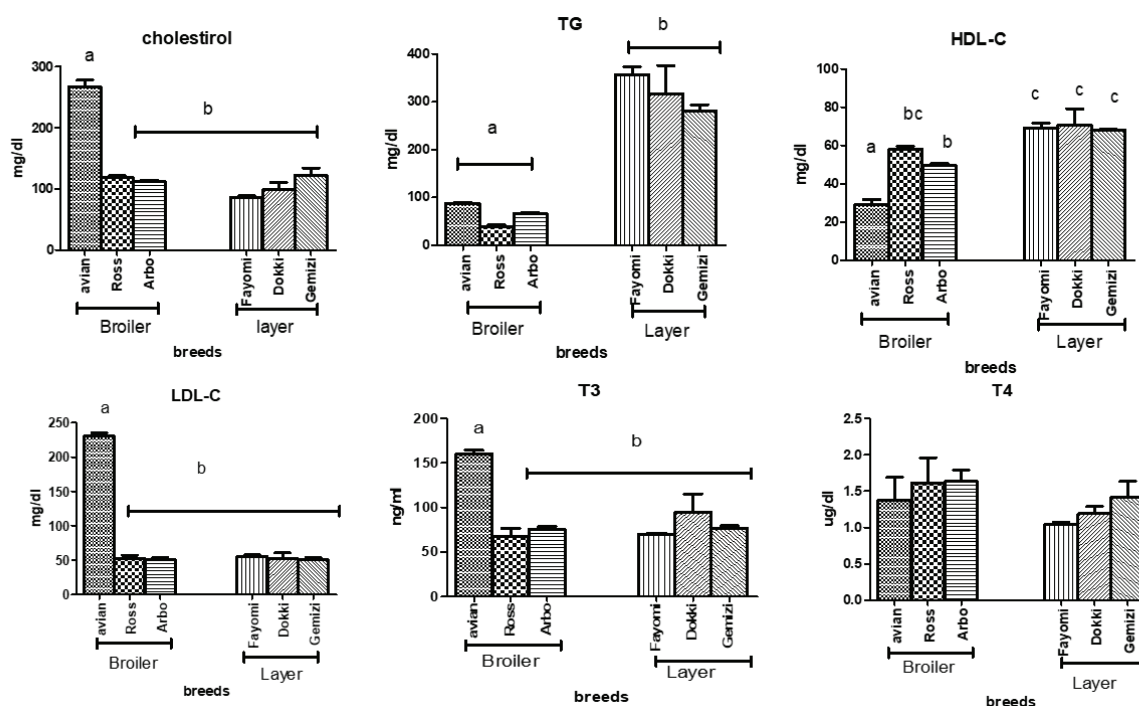 cholestirol
a
b
300
200
100
0
mg/dl
avian
Ross
Arbo
Fayomi
Dokki
Gemizi
Broiler
layer
breeds
TG
a
b
400
300
200
100
0
mg/dl
avian
Ross
Arbo
Fayomi
Dokki
Gemizi
Broiler
Layer
breeds
HDL-C
a
bc
b
c
c
c
100
80
60
40
20
0
mg/dl
avian
Ross
Arbo
Fayomi
Dokki
Gemizi
Broiler
Layer
breeds
LDL-C
a
b
250
200
150
100
50
0
mg/dl
avian
Ross
Arbo
Fayomi
Dokki
Gemizi
Broiler
Layer
breeds
T3
a
b
200
150
100
50
0
ng/ml
avian
Ross
Arbo
Fayomi
Dokki
Gemizi
Broiler
Layer
breeds
T4
2.5
2.0
1.5
1.0
0.5
0.0
ug/dl
avian
Ross
Arbo
Fayomi
Dokki
Gemizi
Broiler
Layer
breeds